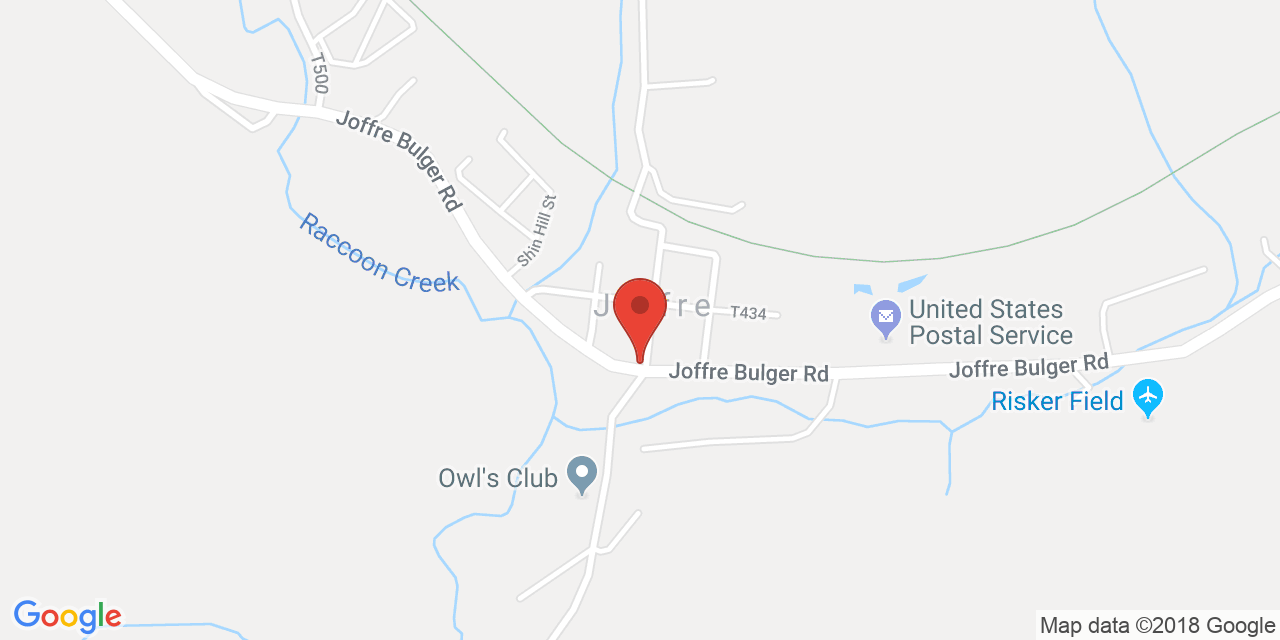 T500
Joffre Bulger Rd
Shin Hill St
Raccoon Creek
T434
United States
Postal Service
Joffre Bulger Rd
Joffre Bulger Rd
Risker Field
Owl's Club
Google
Map data ©2018 Google